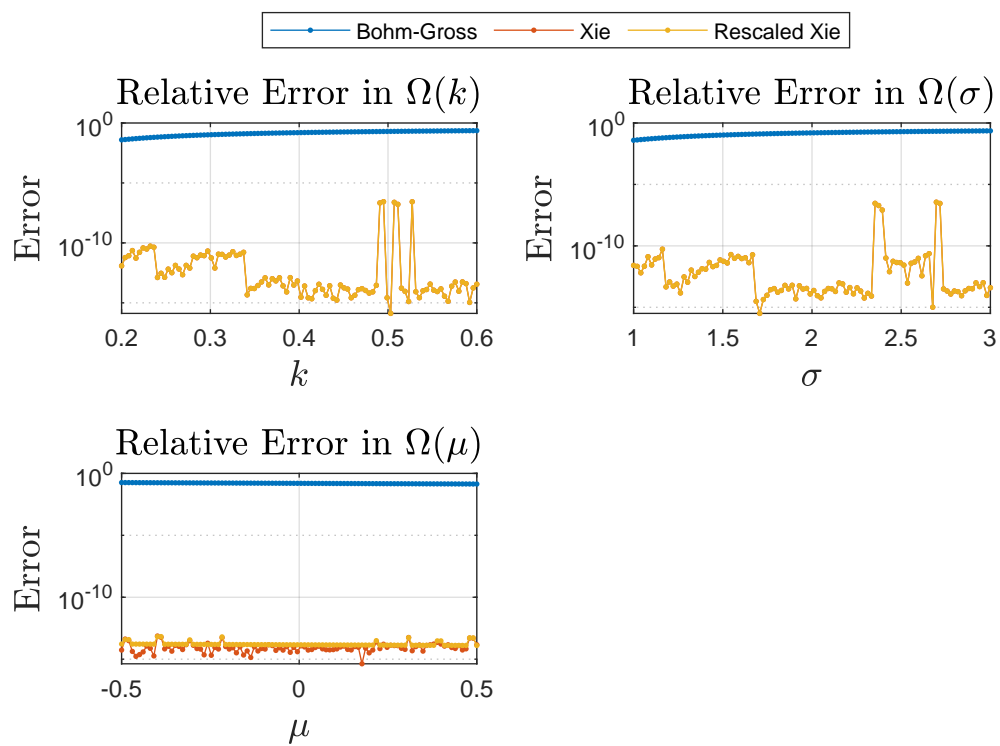 Bohm-Gross Xie Rescaled Xie
Relative Error in Ω(k)
Error
10^0
10^-10
0.2 0.3 0.4 0.5 0.6
k
Relative Error in Ω(σ)
Error
10^0
10^-10
1 1.5 2 2.5 3
σ
Relative Error in Ω(μ)
Error
10^0
10^-10
-0.5 0 0.5
μ